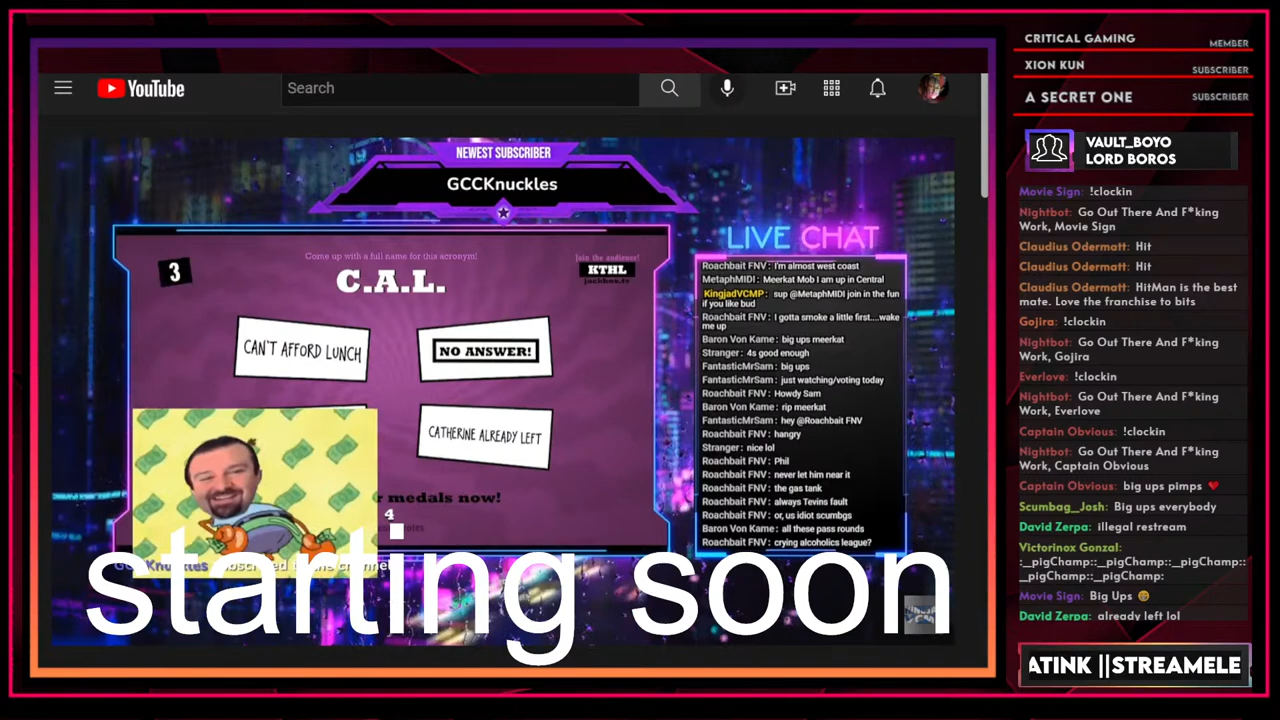 YouTube
Search
NEWEST SUBSCRIBER
GCCKnuckles
Come up with a full name for this acronym!
C.A.L.
3
Join the audience!
KTHL
jackbox.tv
CAN'T AFFORD LUNCH
NO ANSWER!
CATHERINE ALREADY LEFT
r medals now!
4
starting soon
LIVE CHAT
Roachbait FNV : I'm almost west coast
MetaphMIDI : Meerkat Mob I am up in Central
KingjadVCMP : sup @MetaphMIDI join in the fun
if you like bud
Roachbait FNV : I gotta smoke a little first....wake
me up
Baron Von Kame : big ups meerkat
Stranger : 4s good enough
FantasticMrSam : big ups
FantasticMrSam : just watching/voting today
Roachbait FNV : Howdy Sam
Baron Von Kame : rip meerkat
FantasticMrSam : hey @Roachbait FNV
Roachbait FNV : hangry
Stranger : nice lol
Roachbait FNV : Phil
Roachbait FNV : never let him near it
Roachbait FNV : the gas tank
Roachbait FNV : always Tevins fault
Roachbait FNV : or, us idiot scumbgs
Baron Von Kame : all these pass rounds
Roachbait FNV : crying alcoholics league?
CRITICAL GAMING
MEMBER
XION KUN
SUBSCRIBER
A SECRET ONE
SUBSCRIBER
VAULT_BOYO
LORD BOROS
Movie Sign: !clockin
Nightbot: Go Out There And F*king
Work, Movie Sign
Claudius Odermatt: Hit
Claudius Odermatt: Hit
Claudius Odermatt: HitMan is the best
mate. Love the franchise to bits
Gojira: !clockin
Nightbot: Go Out There And F*king
Work, Gojira
Everlove: !clockin
Nightbot: Go Out There And F*king
Work, Everlove
Captain Obvious: !clockin
Nightbot: Go Out There And F*king
Work, Captain Obvious
Captain Obvious: big ups pimps
Scumbag_Josh: Big ups everybody
David Zerpa: illegal restream
Victorinox Gonzal:
:_pigChamp::_pigChamp::_pigChamp::
_pigChamp::_pigChamp:
Movie Sign: Big Ups
David Zerpa: already left lol
ATINK ||STREAMELE